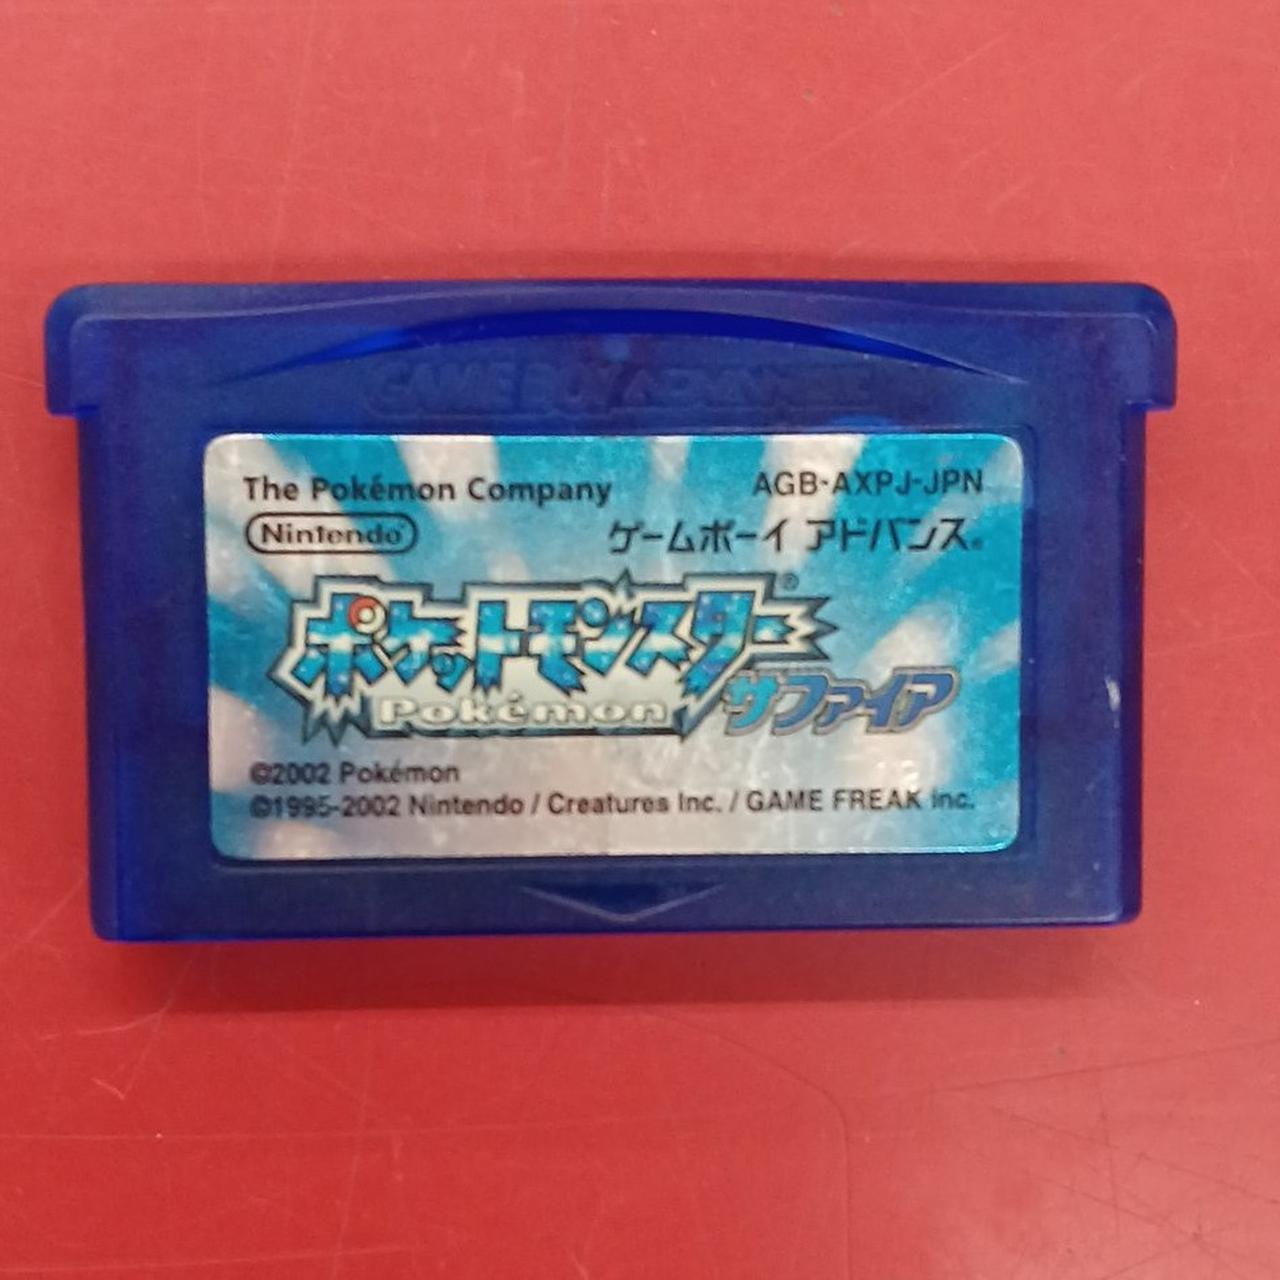 GAME BOY ADVANCE
The Pokémon Company
AGB-AXPJ-JPN
Nintendo®
ゲームボーイ アドバンス®
ポケットモンスター®
Pokémon
サファイア
©2002 Pokémon
©1995-2002 Nintendo / Creatures Inc. / GAME FREAK inc.